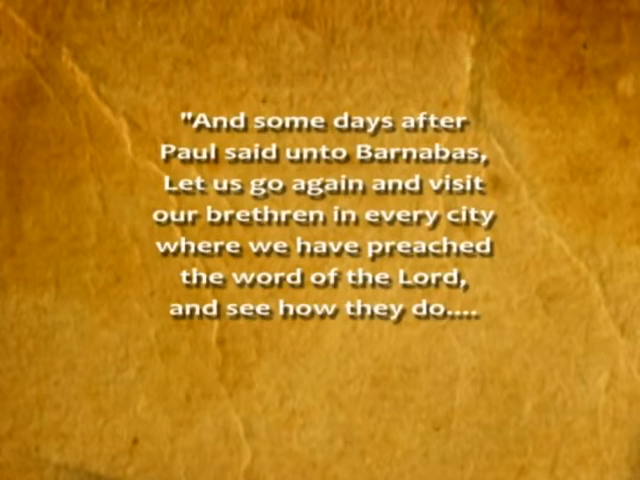 "And some days after
Paul said unto Barnabas,
Let us go again and visit
our brethren in every city
where we have preached
the word of the Lord,
and see how they do....